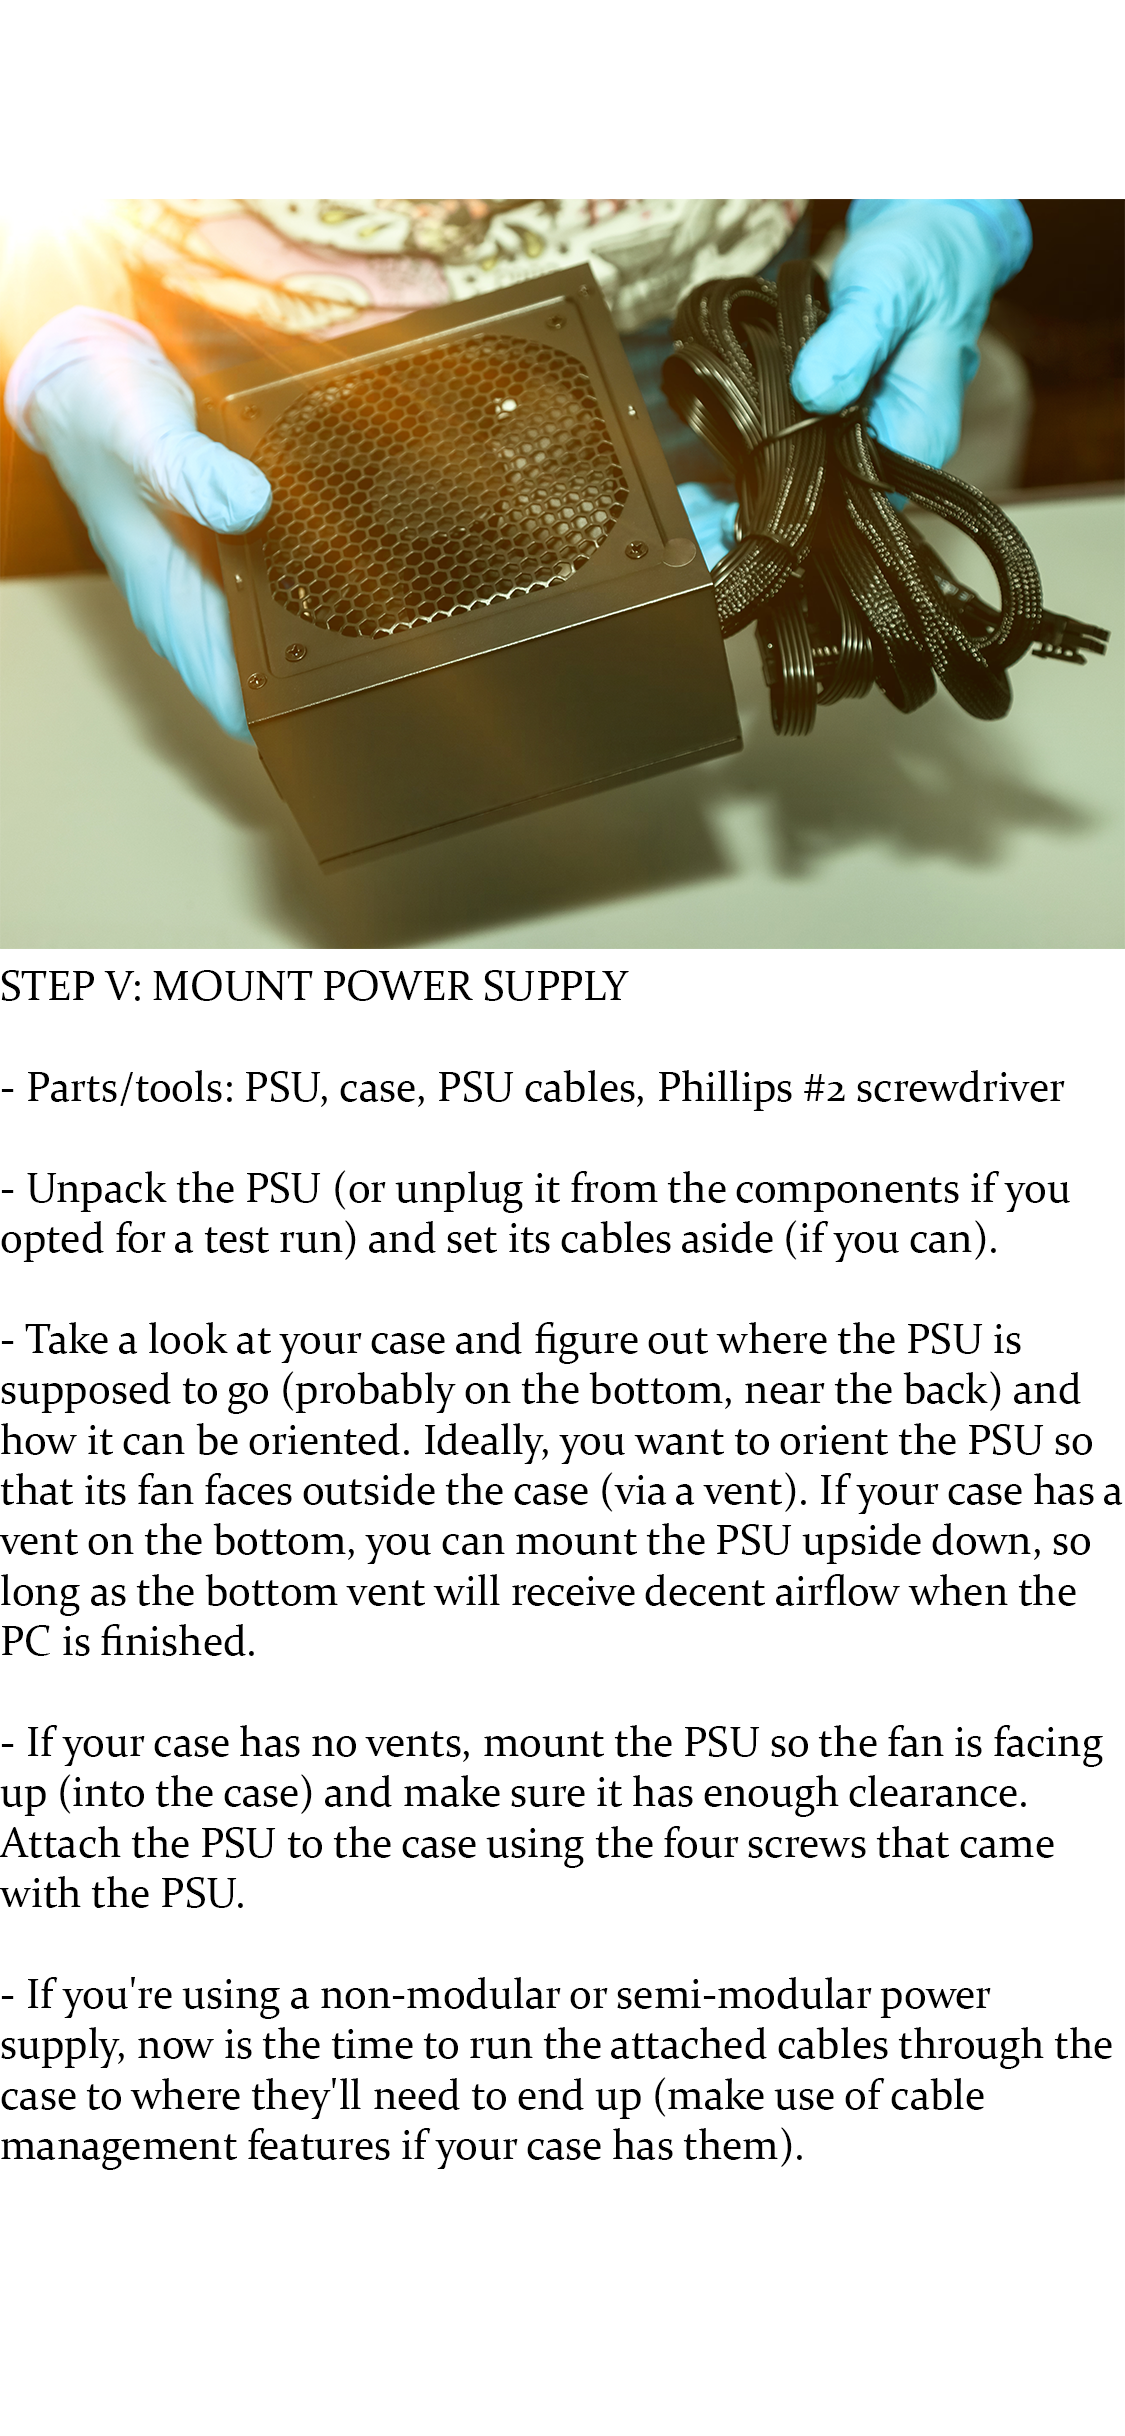 STEP V: MOUNT POWER SUPPLY
- Parts/tools: PSU, case, PSU cables, Phillips #2 screwdriver
- Unpack the PSU (or unplug it from the components if you
opted for a test run) and set its cables aside (if you can).
- Take a look at your case and figure out where the PSU is
supposed to go (probably on the bottom, near the back) and
how it can be oriented. Ideally, you want to orient the PSU so
that its fan faces outside the case (via a vent). If your case has a
vent on the bottom, you can mount the PSU upside down, so
long as the bottom vent will receive decent airflow when the
PC is finished.
- If your case has no vents, mount the PSU so the fan is facing
up (into the case) and make sure it has enough clearance.
Attach the PSU to the case using the four screws that came
with the PSU.
- If you're using a non-modular or semi-modular power
supply, now is the time to run the attached cables through the
case to where they'll need to end up (make use of cable
management features if your case has them).